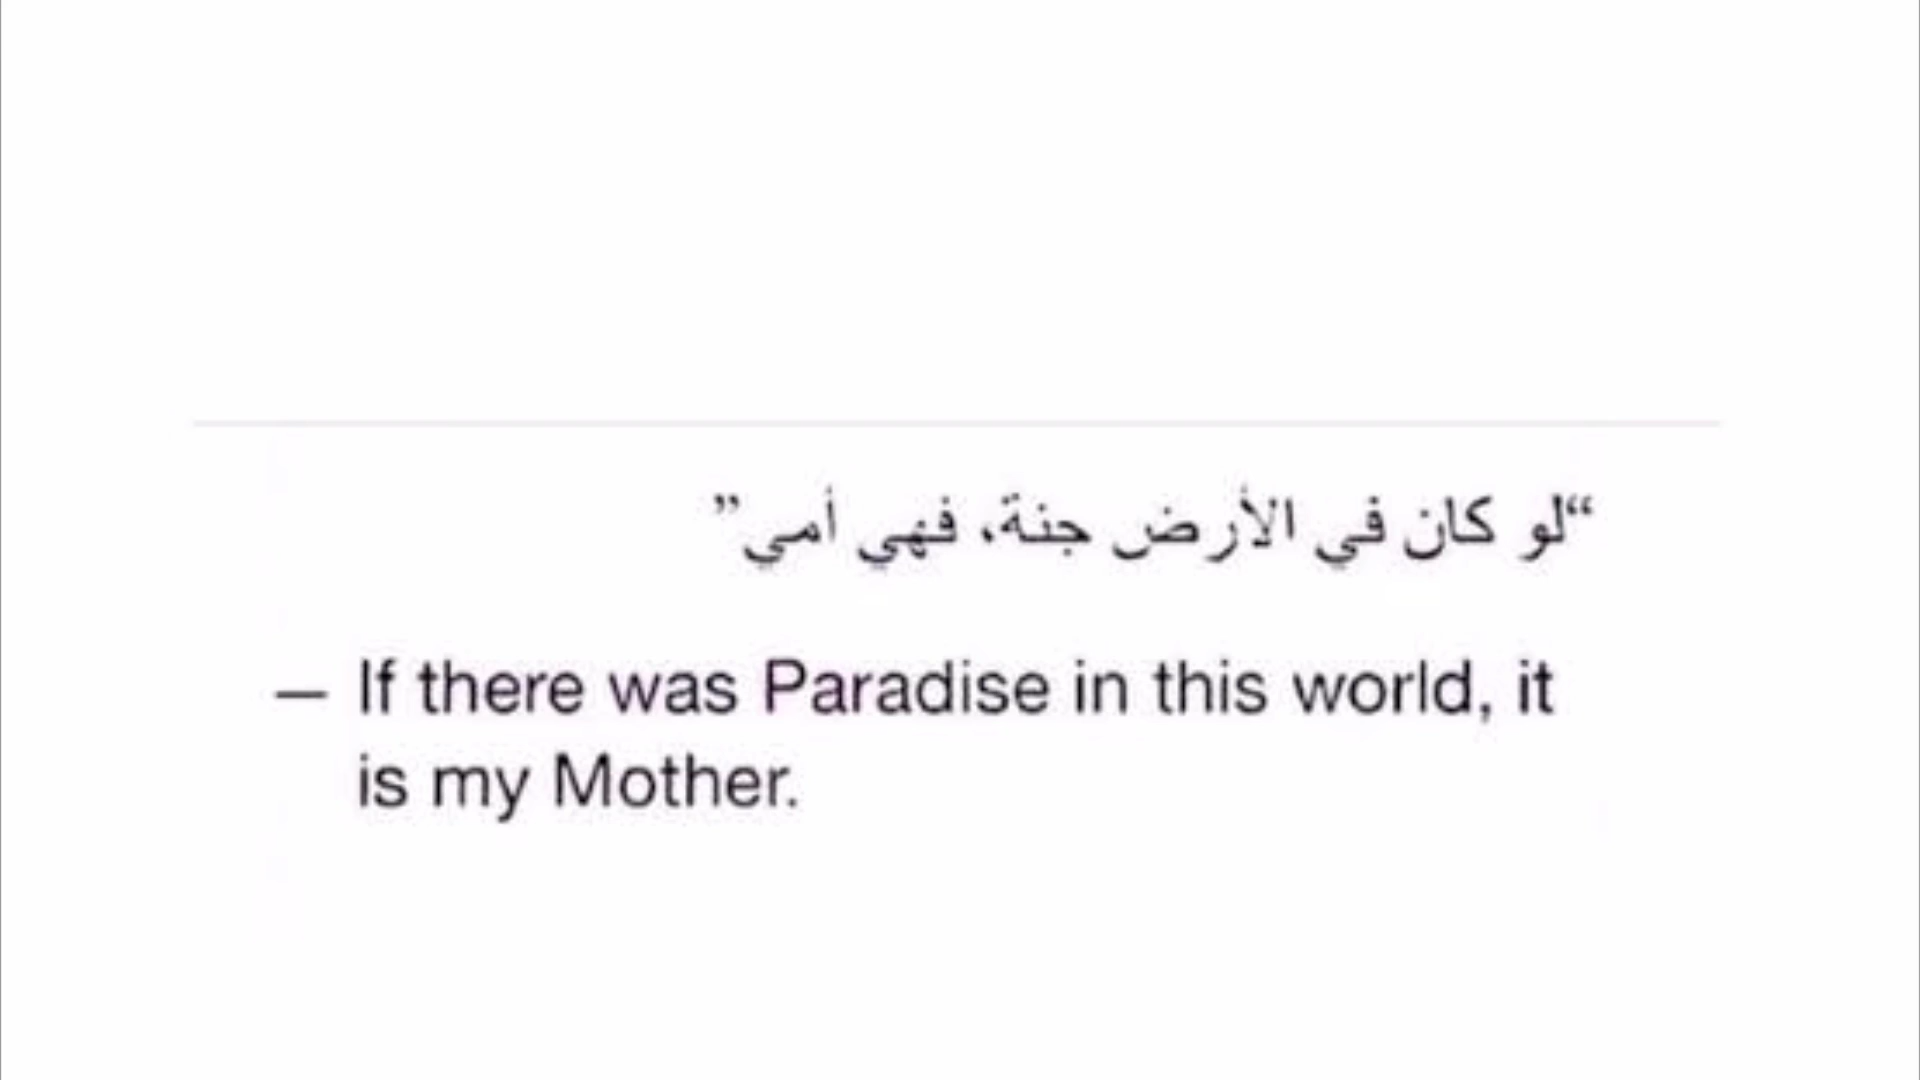 “لو كان في الأرض جنة، فهي أمي”
— If there was Paradise in this world, it
is my Mother.